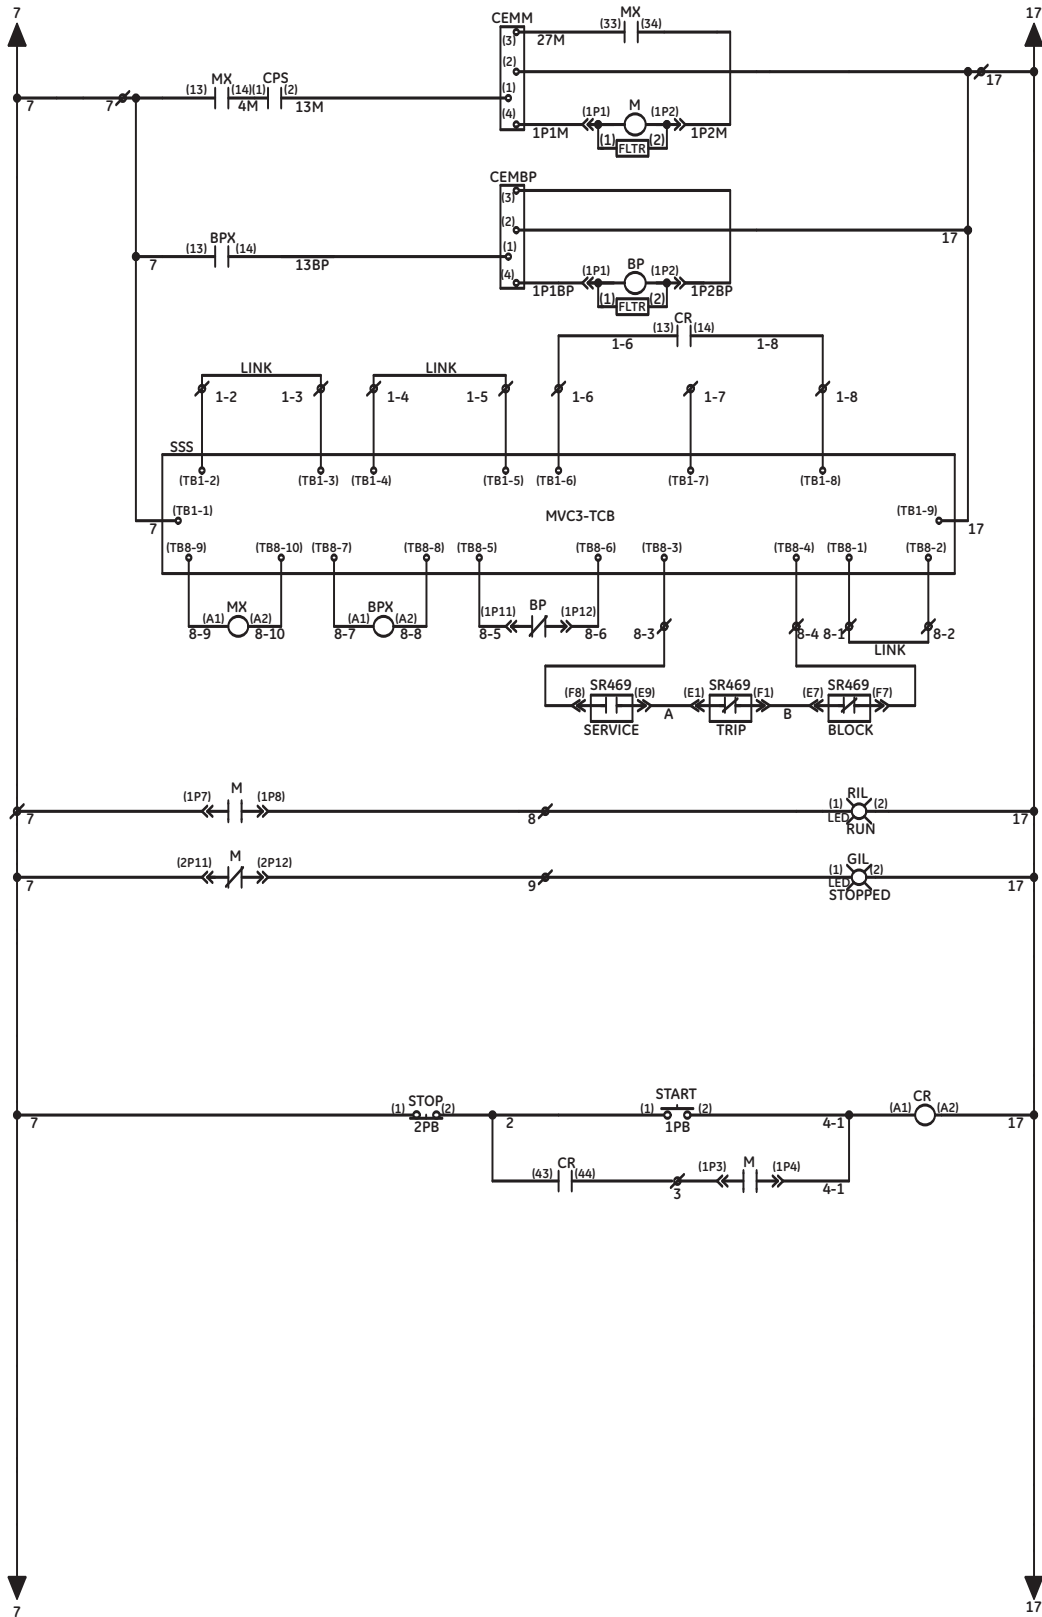 7 17
CEMM MX
(3) 27M (33) (34)
(2)
17
MX CPS
(13) (14)(1) (2) (1)
7 7 4M 13M
(4) (1P1) M (1P2)
1P1M 1P2M
(1) FLTR (2)
CEMBP
(3)
(2)
17
BPX
(13) (14) (1)
7 13BP
(4) (1P1) BP (1P2)
1P1BP 1P2BP
(1) FLTR (2)
CR
(13) (14)
1-6 1-8
LINK LINK
1-2 1-3 1-4 1-5 1-6 1-7 1-8
SSS
(TB1-2) (TB1-3) (TB1-4) (TB1-5) (TB1-6) (TB1-7) (TB1-8)
(TB1-1) MVC3-TCB (TB1-9)
7 17
(TB8-9) (TB8-10) (TB8-7) (TB8-8) (TB8-5) (TB8-6) (TB8-3) (TB8-4) (TB8-1) (TB8-2)
MX BPX BP
(A1) (A2) (A1) (A2) (1P11) (1P12)
8-9 8-10 8-7 8-8 8-5 8-6 8-3 8-4 8-1 8-2
LINK
SR469 SR469 SR469
(F8) (E9) (E1) (F1) (E7) (F7)
A B
SERVICE TRIP BLOCK
M RIL
(1P7) (1P8) (1) (2)
7 8 LED 17
RUN
M GIL
(2P11) (2P12) (1) (2)
7 9 LED 17
STOPPED
STOP START CR
(1) (2) (1) (2) (A1) (A2)
7 2PB 2 1PB 4-1 17
CR M
(43) (44) (1P3) (1P4)
3 4-1
7 17